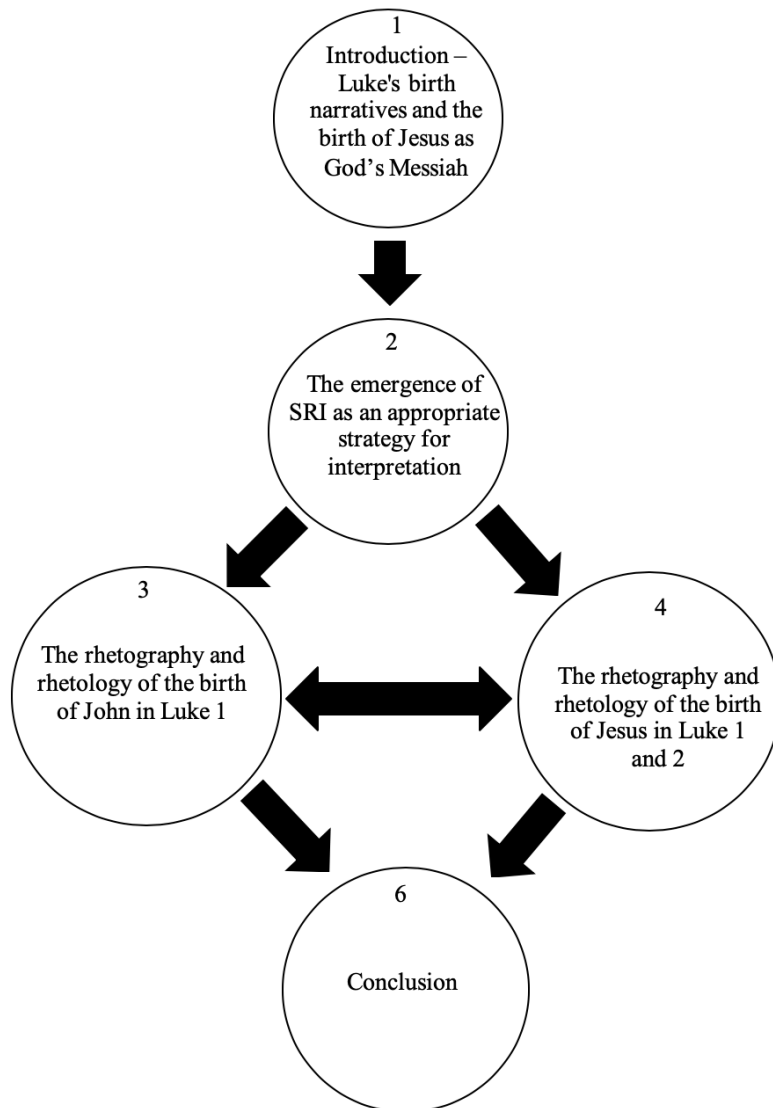 1
Introduction –
Luke's birth
narratives and the
birth of Jesus as
God’s Messiah
2
The emergence of
SRI as an appropriate
strategy for
interpretation
3
The rhetography and
rhetology of the birth
of John in Luke 1
4
The rhetography and
rhetology of the birth
of Jesus in Luke 1
and 2
6
Conclusion